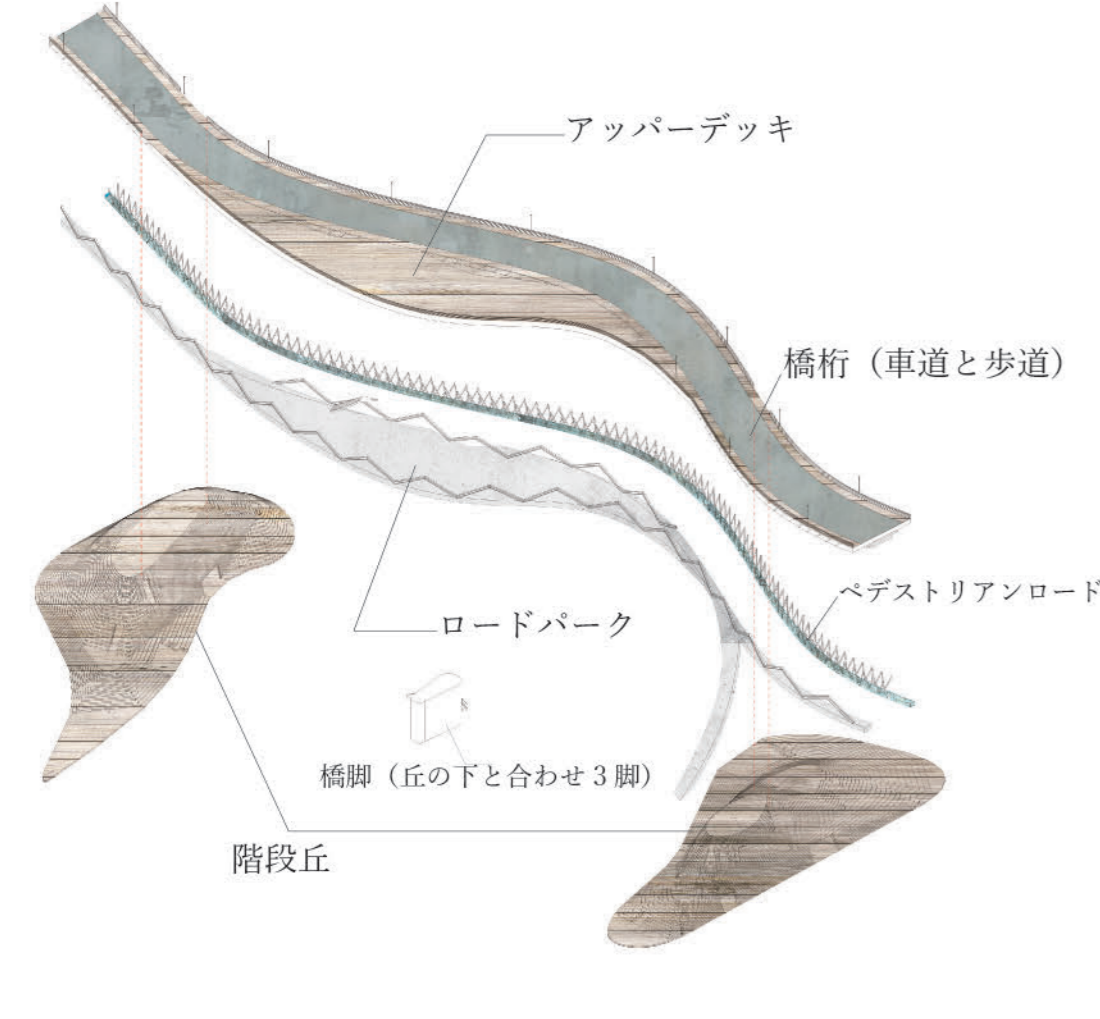 アッパーデッキ
橋桁（車道と歩道）
ペデストリアンロード
ロードパーク
橋脚（丘の下と合わせ３脚）
階段丘